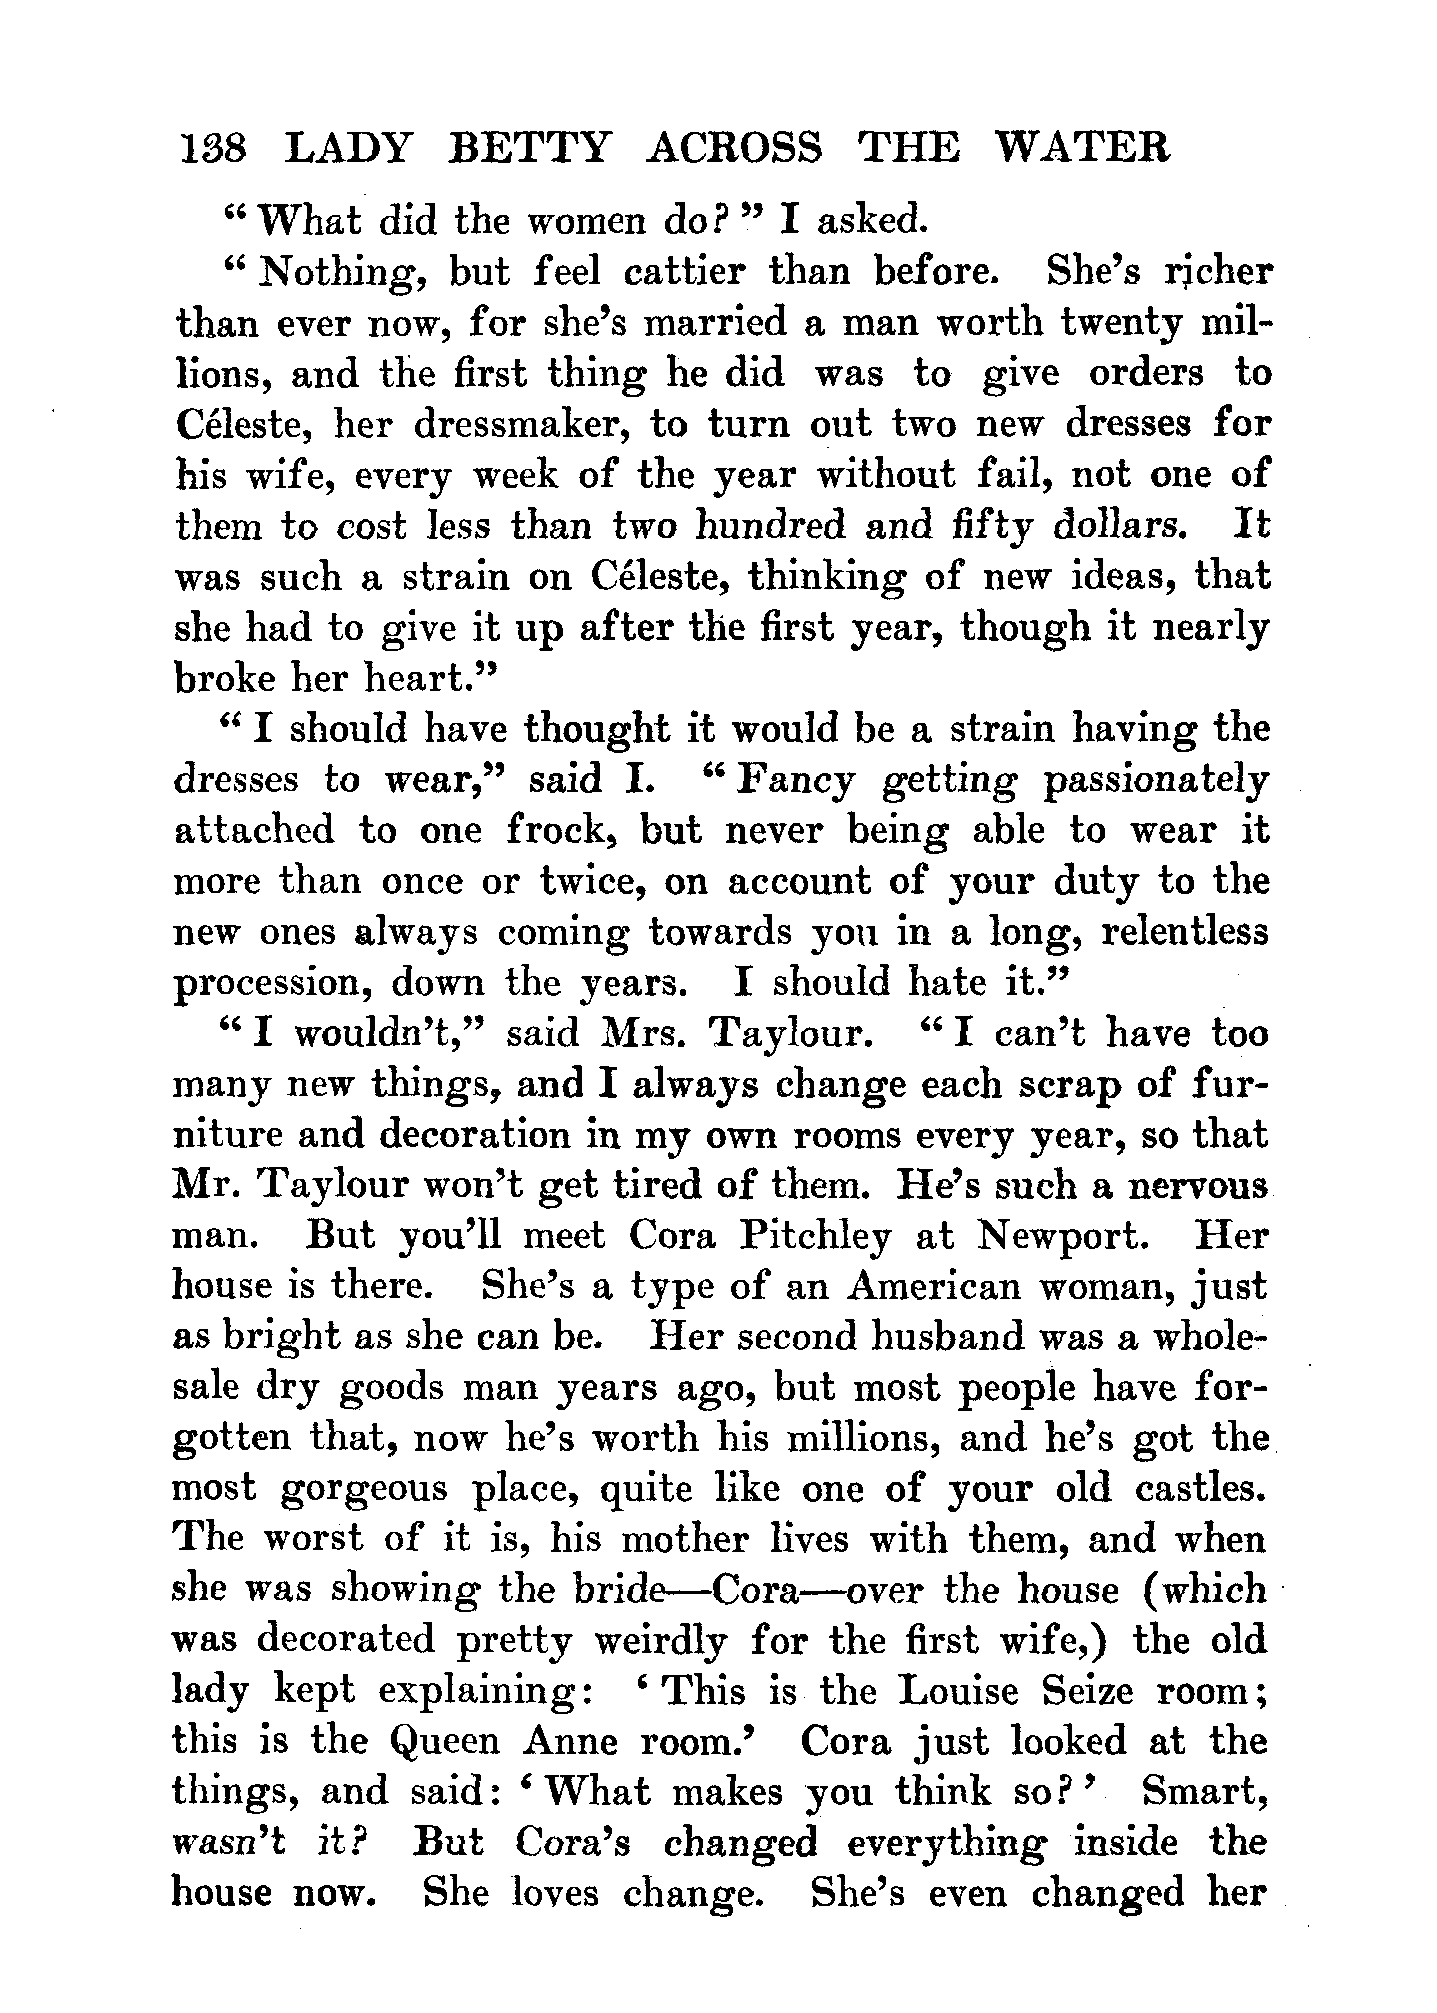 138 LADY BETTY ACROSS THE WATER
“What did the women do?” I asked.
“Nothing, but feel cattier than before. She’s richer
than ever now, for she’s married a man worth twenty mil-
lions, and the first thing he did was to give orders to
Céleste, her dressmaker, to turn out two new dresses for
his wife, every week of the year without fail, not one of
them to cost less than two hundred and fifty dollars. It
was such a strain on Céleste, thinking of new ideas, that
she had to give it up after the first year, though it nearly
broke her heart.”
“I should have thought it would be a strain having the
dresses to wear,” said I. “Fancy getting passionately
attached to one frock, but never being able to wear it
more than once or twice, on account of your duty to the
new ones always coming towards you in a long, relentless
procession, down the years. I should hate it.”
“I wouldn’t,” said Mrs. Taylour. “I can’t have too
many new things, and I always change each scrap of fur-
niture and decoration in my own rooms every year, so that
Mr. Taylour won’t get tired of them. He’s such a nervous
man. But you’ll meet Cora Pitchley at Newport. Her
house is there. She’s a type of an American woman, just
as bright as she can be. Her second husband was a whole-
sale dry goods man years ago, but most people have for-
gotten that, now he’s worth his millions, and he’s got the
most gorgeous place, quite like one of your old castles.
The worst of it is, his mother lives with them, and when
she was showing the bride—Cora—over the house (which
was decorated pretty weirdly for the first wife,) the old
lady kept explaining: ‘This is the Louise Seize room;
this is the Queen Anne room.’ Cora just looked at the
things, and said: ‘What makes you think so?’ Smart,
wasn’t it? But Cora’s changed everything inside the
house now. She loves change. She’s even changed her